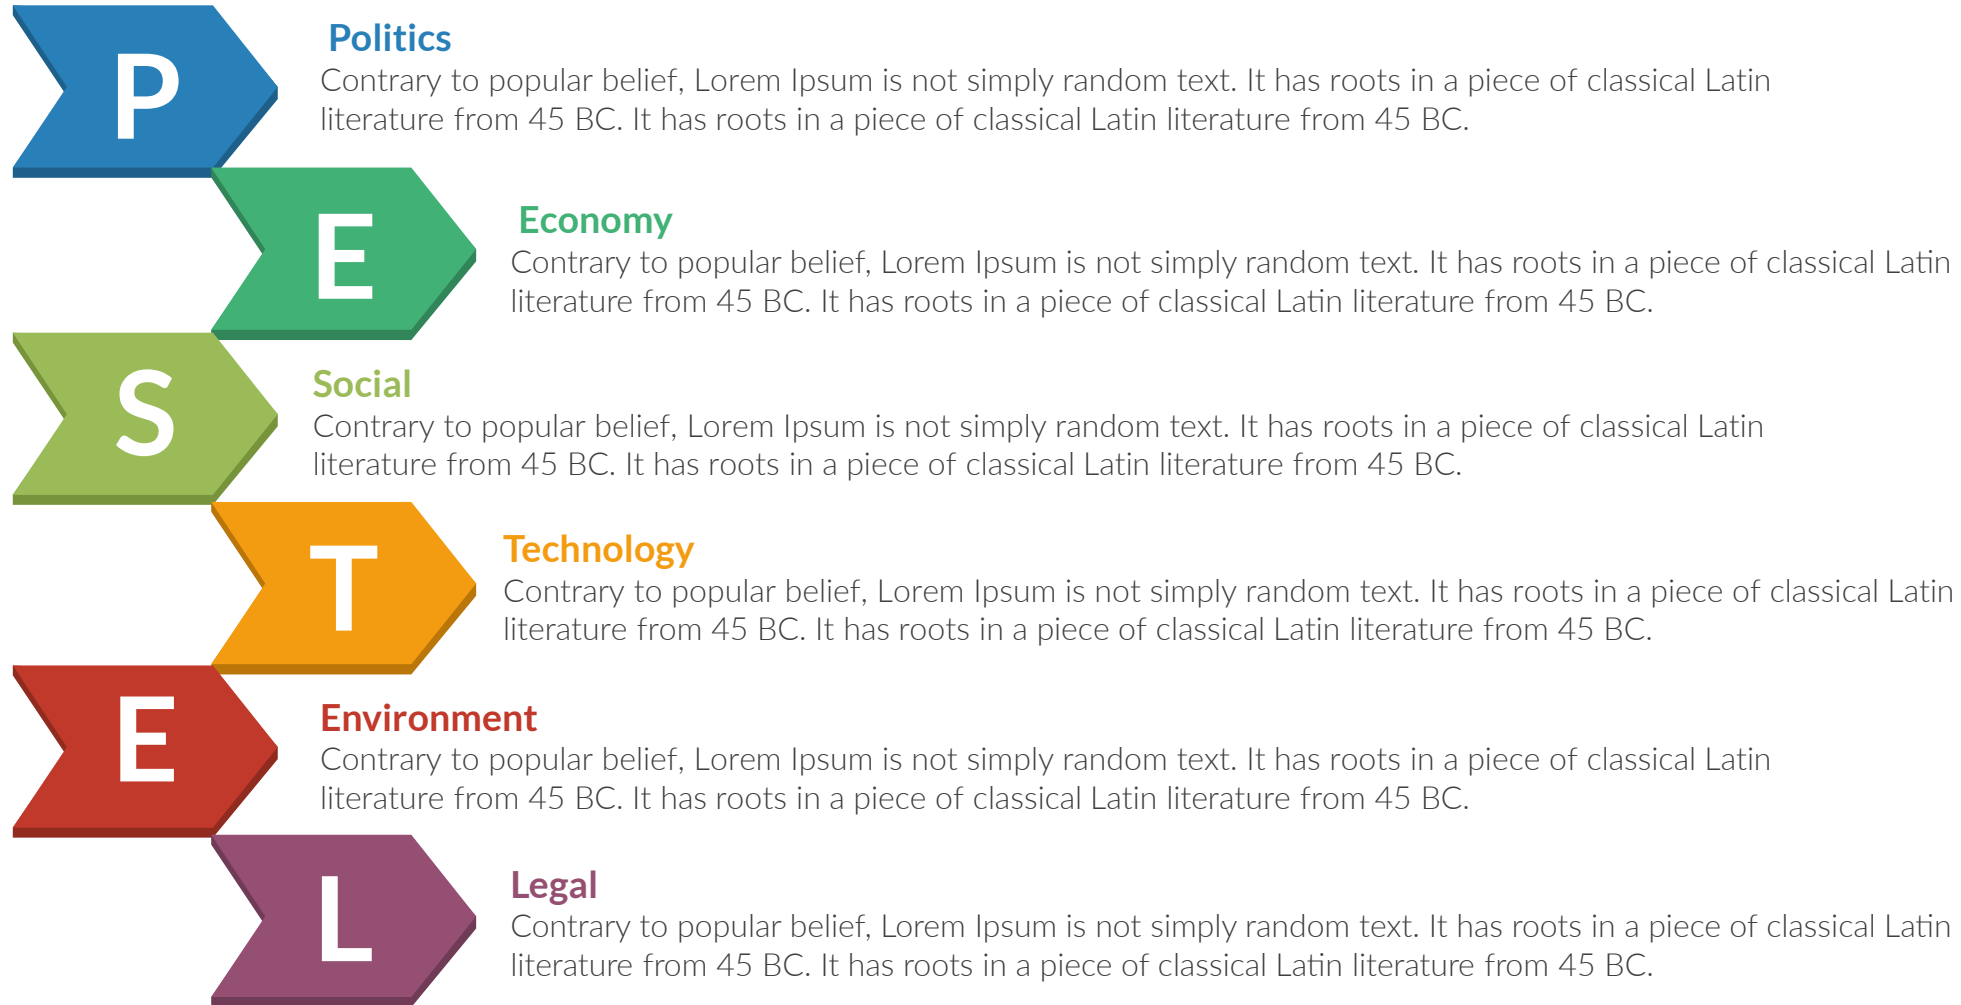 P
Politics
Contrary to popular belief, Lorem Ipsum is not simply random text. It has roots in a piece of classical Latin
literature from 45 BC. It has roots in a piece of classical Latin literature from 45 BC.
E
Economy
Contrary to popular belief, Lorem Ipsum is not simply random text. It has roots in a piece of classical Latin
literature from 45 BC. It has roots in a piece of classical Latin literature from 45 BC.
S
Social
Contrary to popular belief, Lorem Ipsum is not simply random text. It has roots in a piece of classical Latin
literature from 45 BC. It has roots in a piece of classical Latin literature from 45 BC.
T
Technology
Contrary to popular belief, Lorem Ipsum is not simply random text. It has roots in a piece of classical Latin
literature from 45 BC. It has roots in a piece of classical Latin literature from 45 BC.
E
Environment
Contrary to popular belief, Lorem Ipsum is not simply random text. It has roots in a piece of classical Latin
literature from 45 BC. It has roots in a piece of classical Latin literature from 45 BC.
L
Legal
Contrary to popular belief, Lorem Ipsum is not simply random text. It has roots in a piece of classical Latin
literature from 45 BC. It has roots in a piece of classical Latin literature from 45 BC.